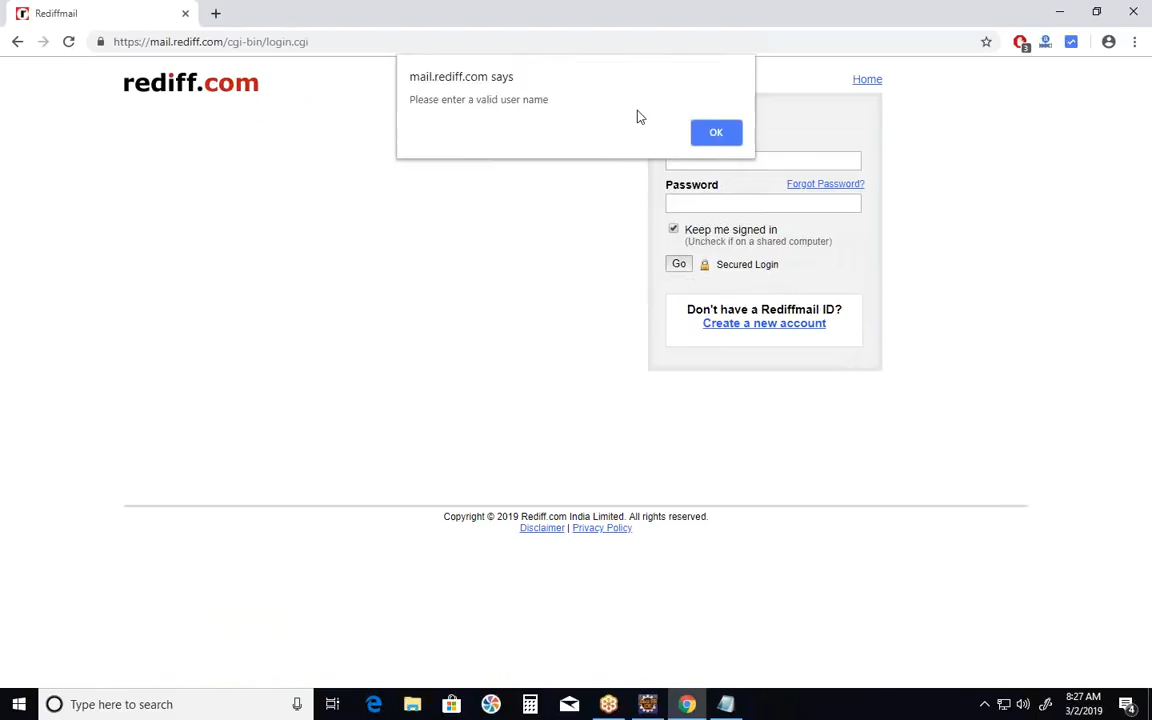 Rediffmail
https://mail.rediff.com/cgi-bin/login.cgi
3
rediff.com
mail.rediff.com says
Please enter a valid user name
OK
Home
Password
Forgot Password?
Keep me signed in
(Uncheck if on a shared computer)
Go
Secured Login
Don't have a Rediffmail ID?
Create a new account
Copyright © 2019 Rediff.com India Limited. All rights reserved.
Disclaimer | Privacy Policy
Type here to search
8:27 AM
3/2/2019
4